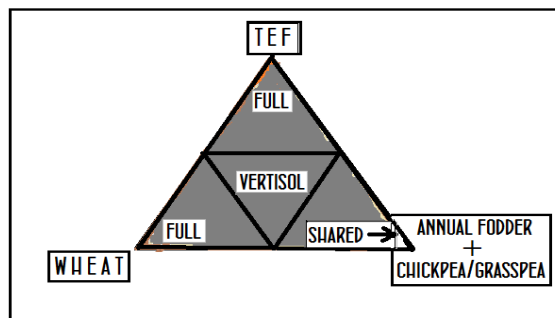 TEF
FULL
VERTISOL
FULL
SHARED
WHEAT
ANNUAL FODDER
+
CHICKPEA/GRASSPEA